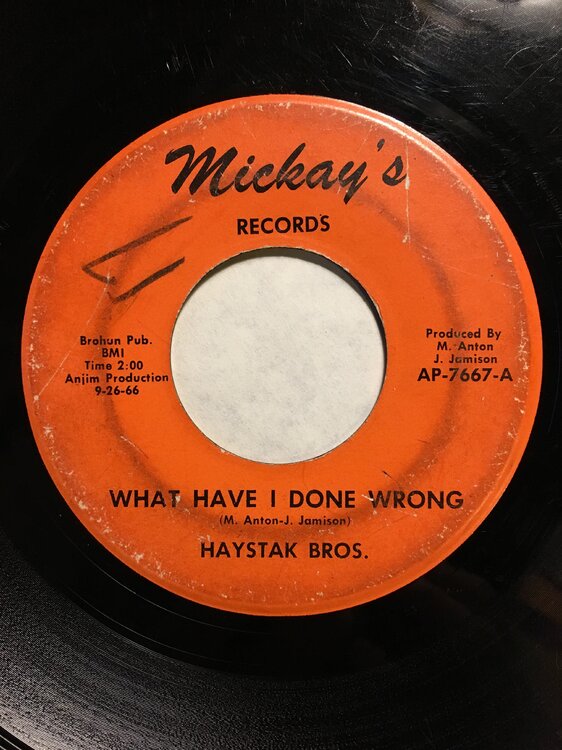 Mickay's
RECORDS
Brohun Pub.
BMI
Time 2:00
Anjim Production
9-26-66
Produced By
M. Anton
J. Jamison
AP-7667-A
WHAT HAVE I DONE WRONG
(M. Anton-J. Jamison)
HAYSTAK BROS.